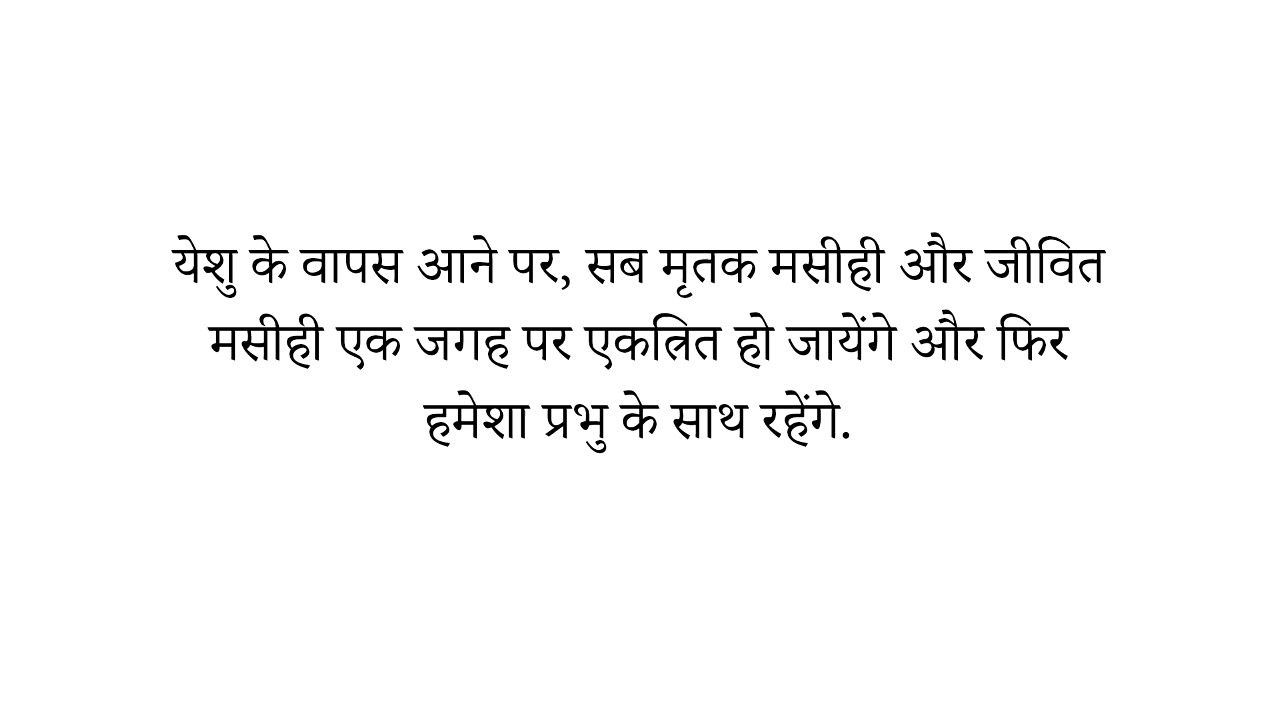 येशु के वापस आने पर, सब मृतक मसीही और जीवित
मसीही एक जगह पर एकत्रित हो जायेंगे और फिर
हमेशा प्रभु के साथ रहेंगे.